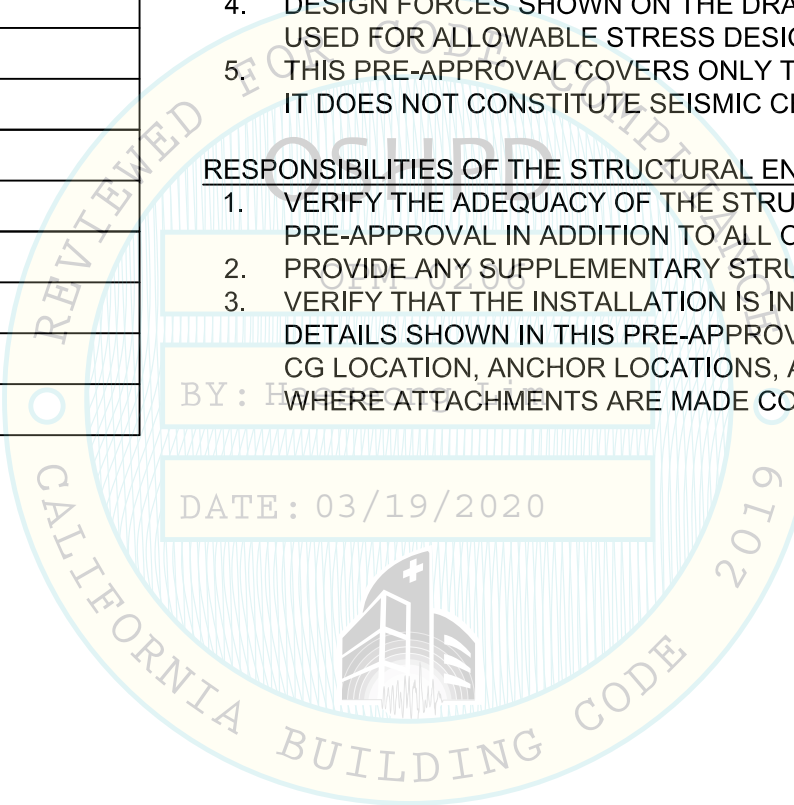 4. DESIGN FORCES SHOWN ON THE DRA
USED FOR ALLOWABLE STRESS DESIG
5. THIS PRE-APPROVAL COVERS ONLY T
IT DOES NOT CONSTITUTE SEISMIC C
RESPONSIBILITIES OF THE STRUCTURAL EN
1. VERIFY THE ADEQUACY OF THE STRU
PRE-APPROVAL IN ADDITION TO ALL C
2. PROVIDE ANY SUPPLEMENTARY STRU
3. VERIFY THAT THE INSTALLATION IS IN
DETAILS SHOWN IN THIS PRE-APPROV
CG LOCATION, ANCHOR LOCATIONS, A
WHERE ATTACHMENTS ARE MADE CO
REVIEWED FOR CODE COMPLIANCE
OSHPD
OPM-0206
BY: Haeseong Lim
DATE: 03/19/2020
CALIFORNIA BUILDING CODE 2019